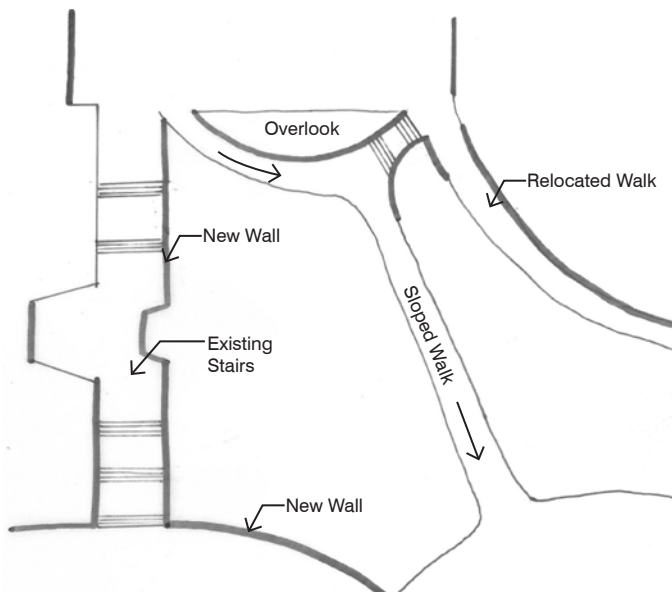 Overlook
Relocated Walk
New Wall
Sloped Walk
Existing
Stairs
New Wall